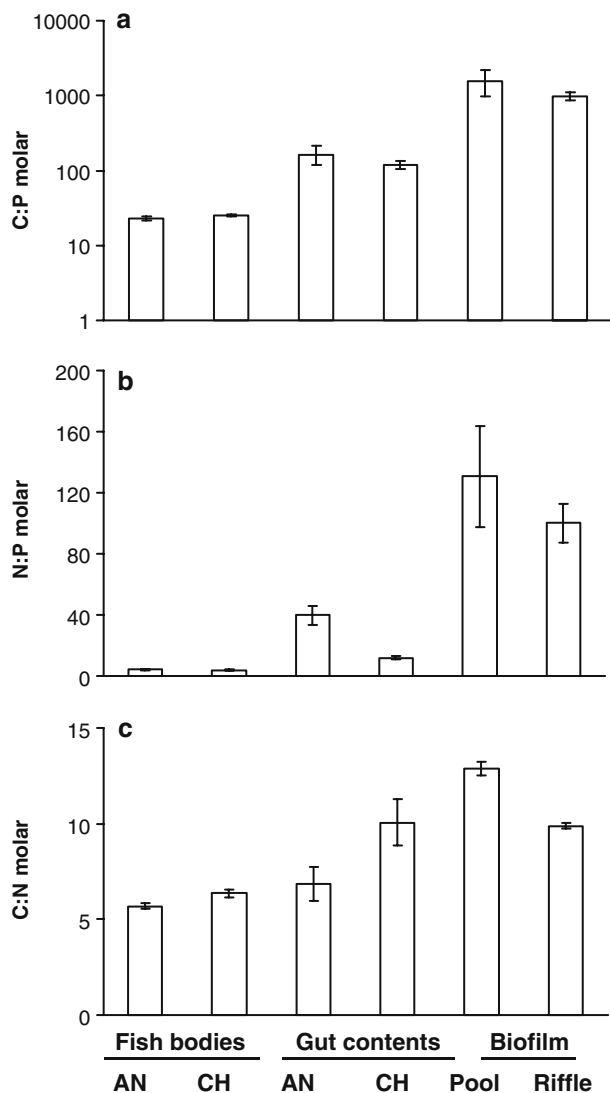 a
10000
1000
100
10
1
C:P molar
b
200
160
120
80
40
0
N:P molar
c
15
10
5
0
C:N molar
Fish bodies Gut contents Biofilm
AN CH AN CH Pool Riffle